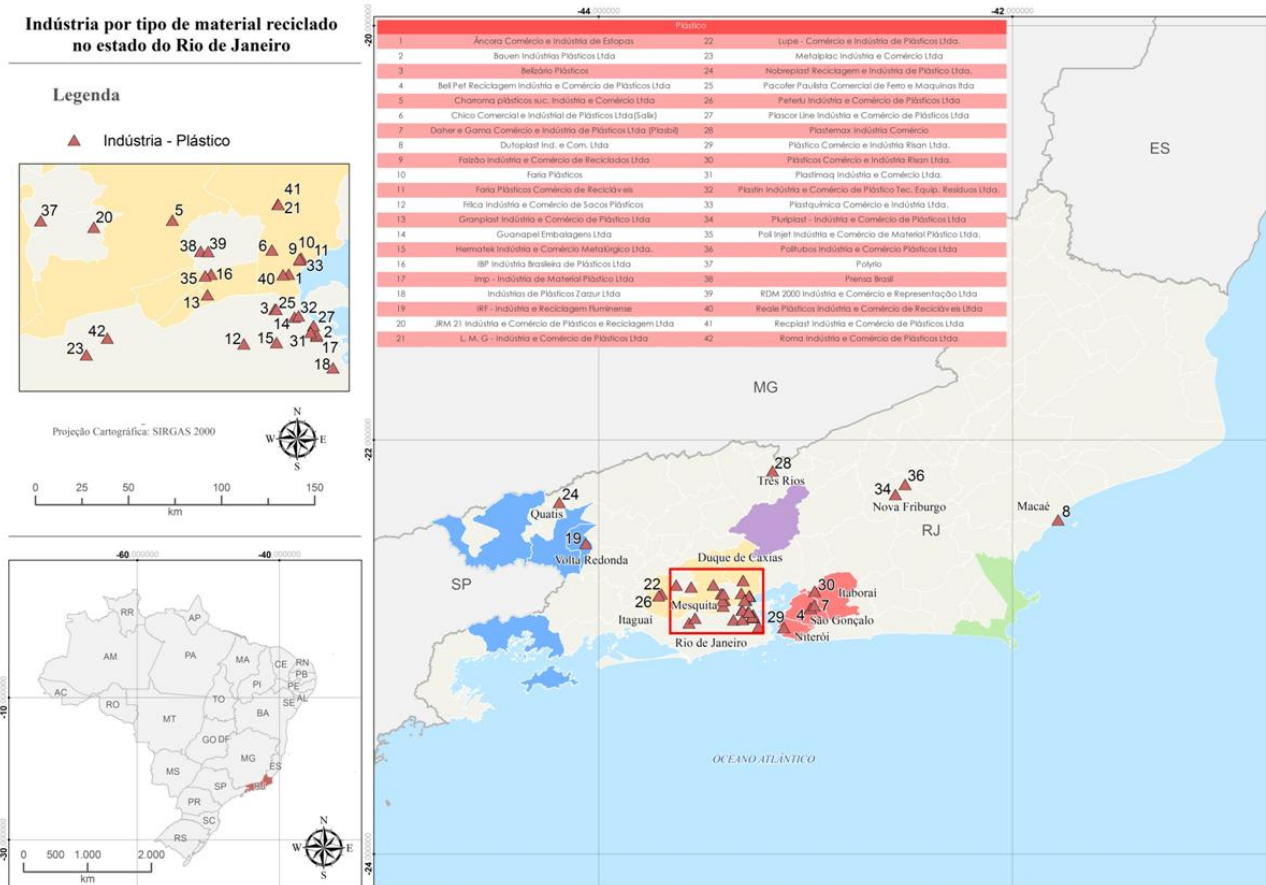 Indústria por tipo de material reciclado
no estado do Rio de Janeiro
Legenda
Indústria - Plástico
41
37
20
5
21
38
39
6
9
10
11
33
35
16
40
1
13
3
25
32
14
27
42
12
15
31
2
17
23
18
Projeção Cartográfica: SIRGAS 2000
N
W E
S
0 25 50 100 150
km
-60.000000 -40.000000
RR
AP
AM
PA
MA
CE
RN
PB
PI
PE
AC
AL
TO
SE
RO
BA
MT
GO
DF
MG
ES
MS
SP
RJ
PR
SC
RS
-10.000000
-30.000000
N
W E
S
0 500 1.000 2.000
km
-44.000000 -42.000000
-20.000000
-22.000000
-24.000000
Plástico
1 Âncora Comércio e Indústria de Estopas 22 Lupe - Comércio e Indústria de Plásticos Ltda.
2 Bauen Indústrias Plásticos Ltda 23 Metalplac Indústria e Comércio Ltda
3 Belizário Plásticos 24 Nobreplast Reciclagem e Indústria de Plástico Ltda.
4 Bell Pet Reciclagem Indústria e Comércio de Plásticos Ltda 25 Pacofer Paulista Comercial de Ferro e Maquinas ltda
5 Charroma plásticos suc. Indústria e Comércio Ltda 26 Peterlu Indústria e Comércio de Plásticos Ltda
6 Chico Comercial e Indústrial de Plásticos Ltda(Salix) 27 Plascor Line Indústria e Comércio de Plásticos Ltda
7 Daher e Gama Comércio e Indústria de Plásticos Ltda (Plasbil) 28 Plastemax Indústria Comércio
8 Dutoplast Ind. e Com. Ltda 29 Plástico Comércio e Indústria Risan Ltda.
9 Faizão Indústria e Comércio de Reciclados Ltda 30 Plásticos Comércio e Indústria Risan Ltda.
10 Faria Plásticos 31 Plastimaq Indústria e Comércio Ltda.
11 Faria Plásticos Comércio de Recicláveis 32 Plastin Indústria e Comércio de Plástico Tec. Equip. Resíduos Ltda.
12 Frilca Indústria e Comércio de Sacos Plásticos 33 Plastquímica Comércio e Indústria Ltda.
13 Granplast Indústria e Comércio de Plástico Ltda 34 Pluriplast - Indústria e Comércio de Plásticos Ltda
14 Guanapel Embalagens Ltda 35 Poli Injet Indústria e Comércio de Material Plástico Ltda.
15 Hermatek Indústria e Comércio Metalúrgico Ltda. 36 Politubos Indústria e Comércio Plásticos Ltda
16 IBP Indústria Brasileira de Plásticos Ltda 37 Polyrio
17 Imp - Indústria de Material Plástico Ltda 38 Prensa Brasil
18 Indústrias de Plásticos Zarzur Ltda 39 RDM 2000 Indústria e Comércio e Representação Ltda
19 IRF - Indústria e Reciclagem Fluminense 40 Reale Plásticos Indústria e Comércio de Recicláveis Ltda
20 JRM 21 Indústria e Comércio de Plásticos e Reciclagem Ltda 41 Recplast Indústria e Comércio de Plásticos Ltda
21 L. M. G - Indústria e Comércio de Plásticos Ltda 42 Roma Indústria e Comércio de Plásticos Ltda
ES
MG
28
Três Rios
36
34
Nova Friburgo
24
Quatis
Macaé
8
RJ
19
Volta Redonda
Duque de Caxias
SP
22
30
Itaboraí
26
Mesquita
7
4
Itaguaí
29
São Gonçalo
Niterói
Rio de Janeiro
OCEANO ATLÂNTICO